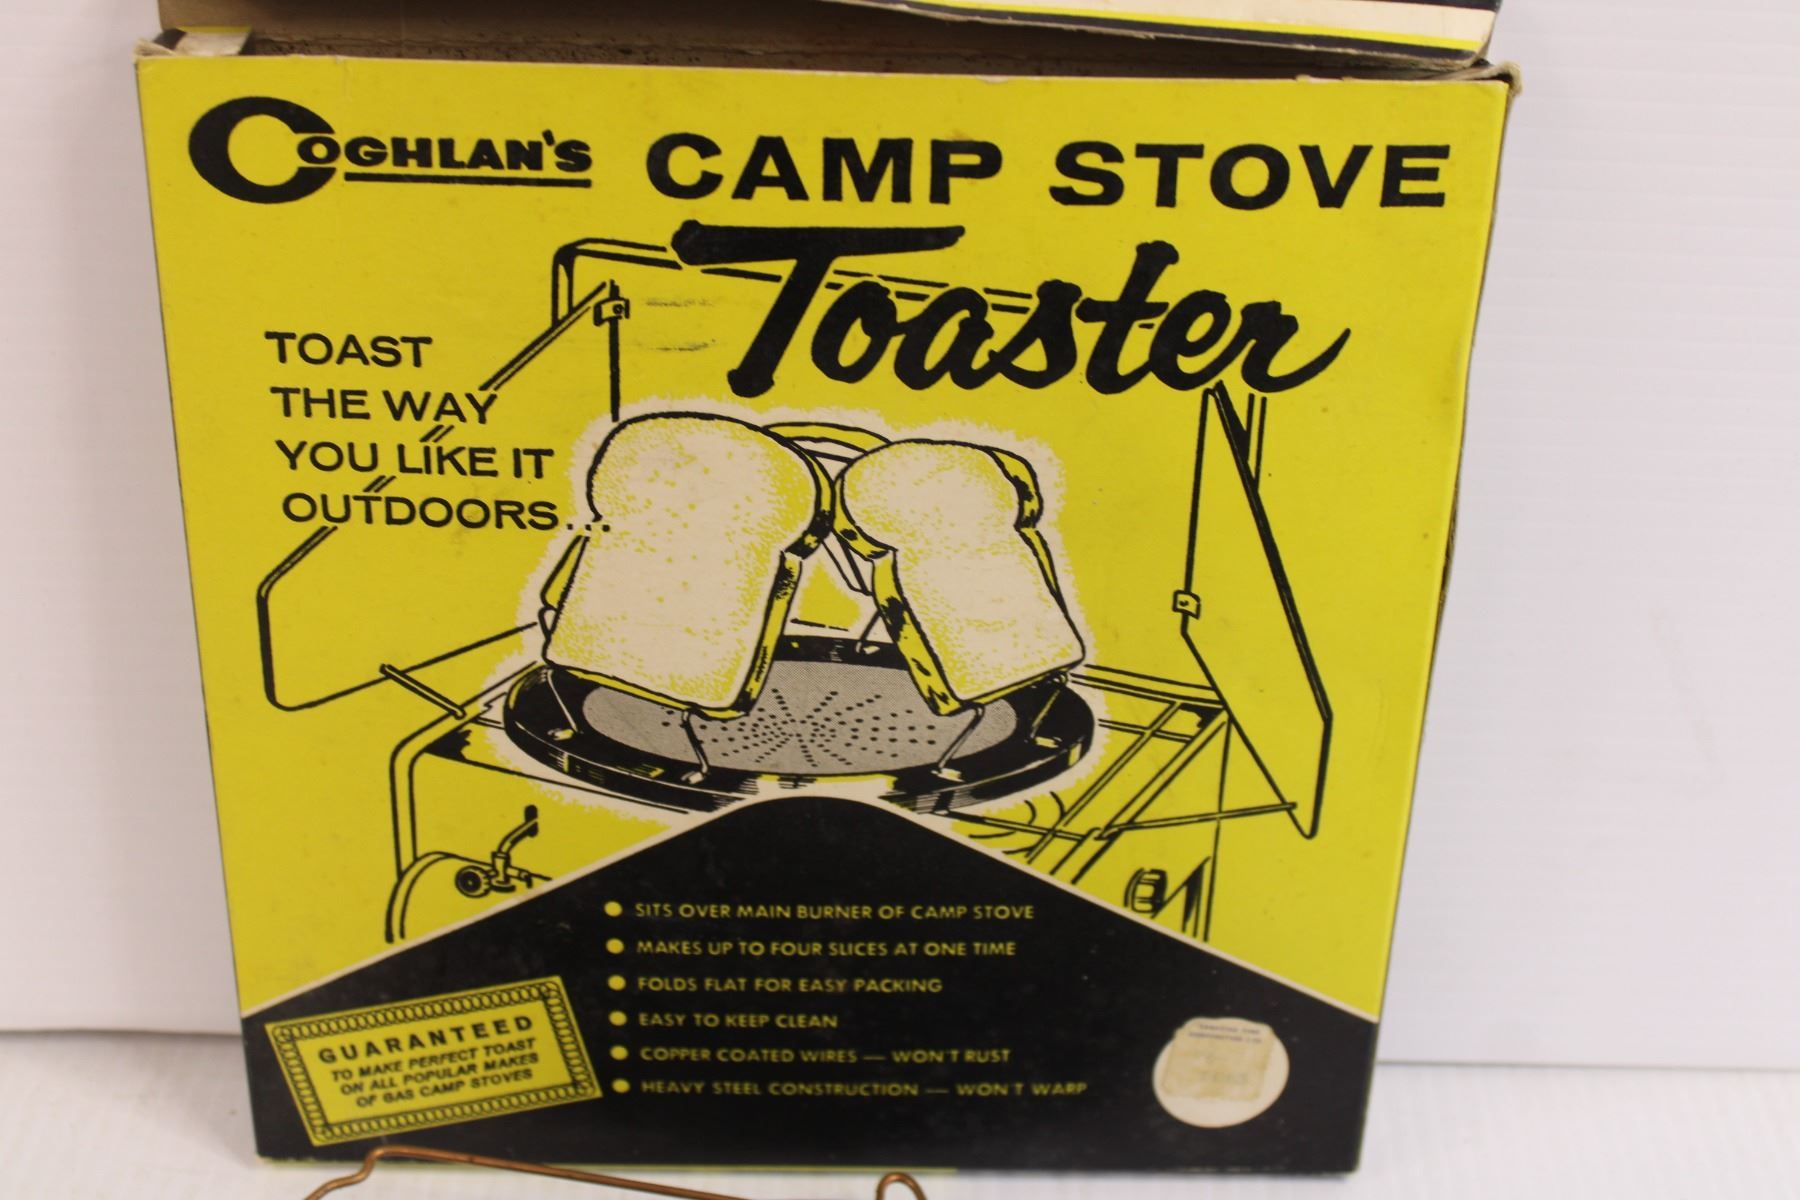 COGHLAN'S CAMP STOVE
Toaster
TOAST
THE WAY
YOU LIKE IT
OUTDOORS...
SITS OVER MAIN BURNER OF CAMP STOVE
MAKES UP TO FOUR SLICES AT ONE TIME
FOLDS FLAT FOR EASY PACKING
EASY TO KEEP CLEAN
COPPER COATED WIRES — WON'T RUST
HEAVY STEEL CONSTRUCTION — WON'T WARP
GUARANTEED
TO MAKE PERFECT TOAST
ON ALL POPULAR MAKES
OF GAS CAMP STOVES